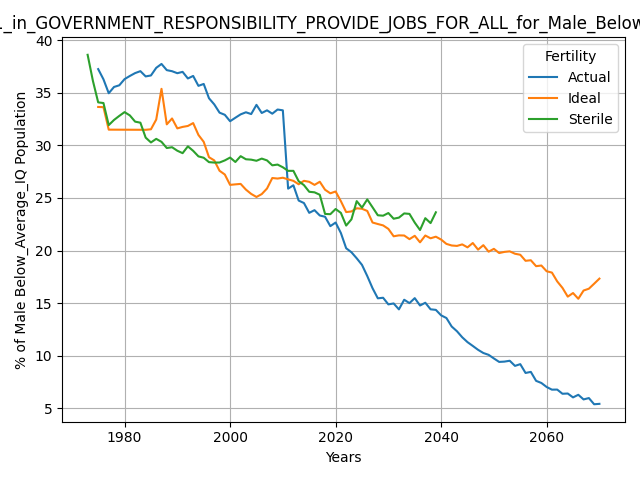 _in_GOVERNMENT_RESPONSIBILITY_PROVIDE_JOBS_FOR_ALL_for_Male_Below
40
35
30
25
20
15
10
5
% of Male Below_Average_IQ Population
Fertility
Actual
Ideal
Sterile
1980
2000
2020
2040
2060
Years